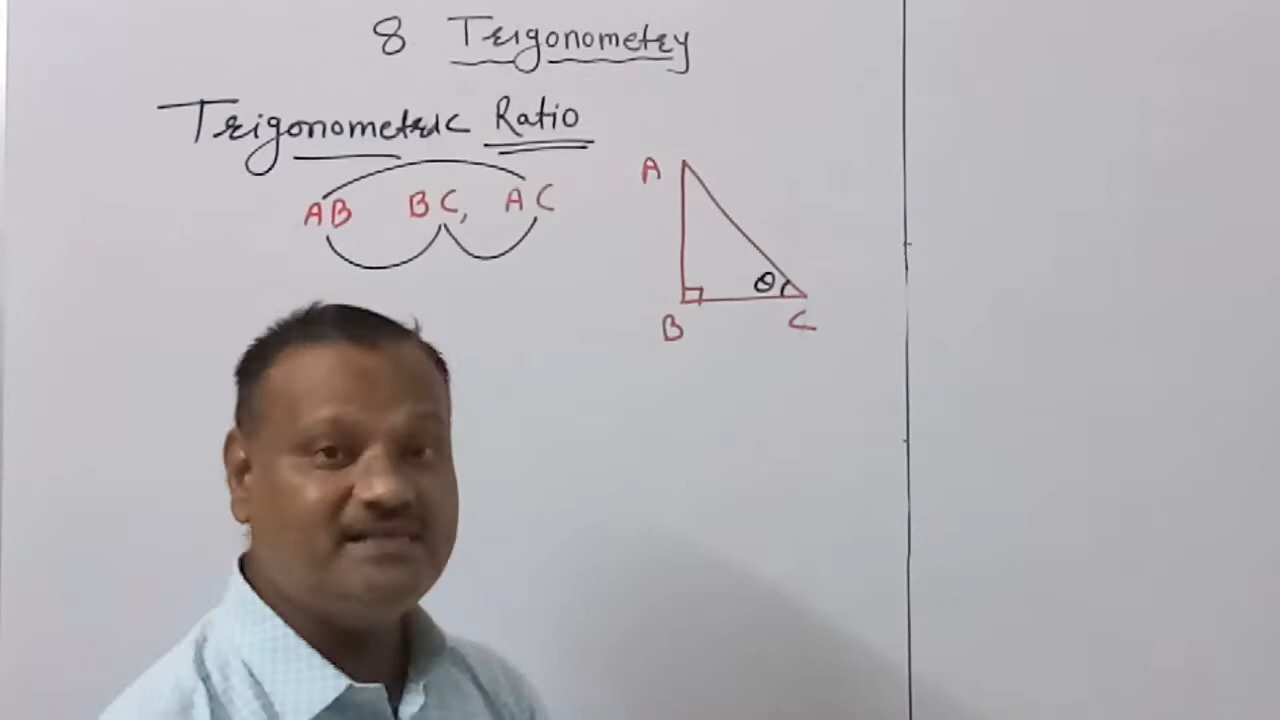 8 Trigonometry
Trigonometric Ratio
AB BC, AC
A
θ
B
C